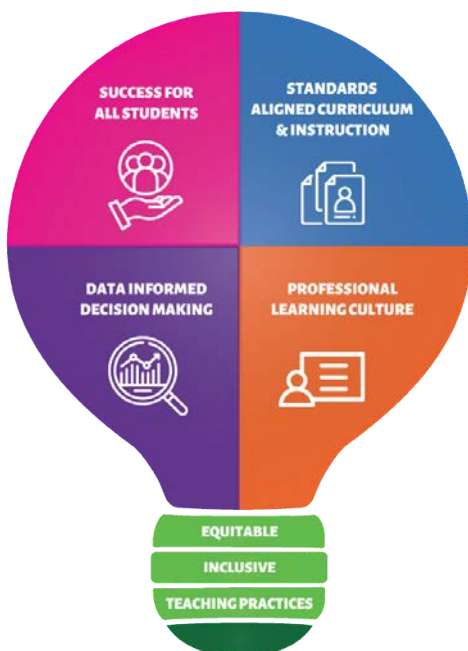 SUCCESS FOR
ALL STUDENTS
STANDARDS
ALIGNED CURRICULUM
& INSTRUCTION
DATA INFORMED
DECISION MAKING
PROFESSIONAL
LEARNING CULTURE
EQUITABLE
INCLUSIVE
TEACHING PRACTICES